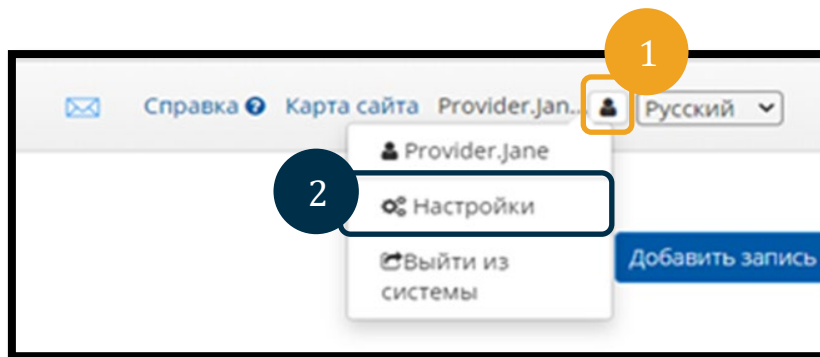 1
Справка Карта сайта Provider.Jan... Русский
Provider.Jane
2
Настройки
Выйти из
системы
Добавить запись